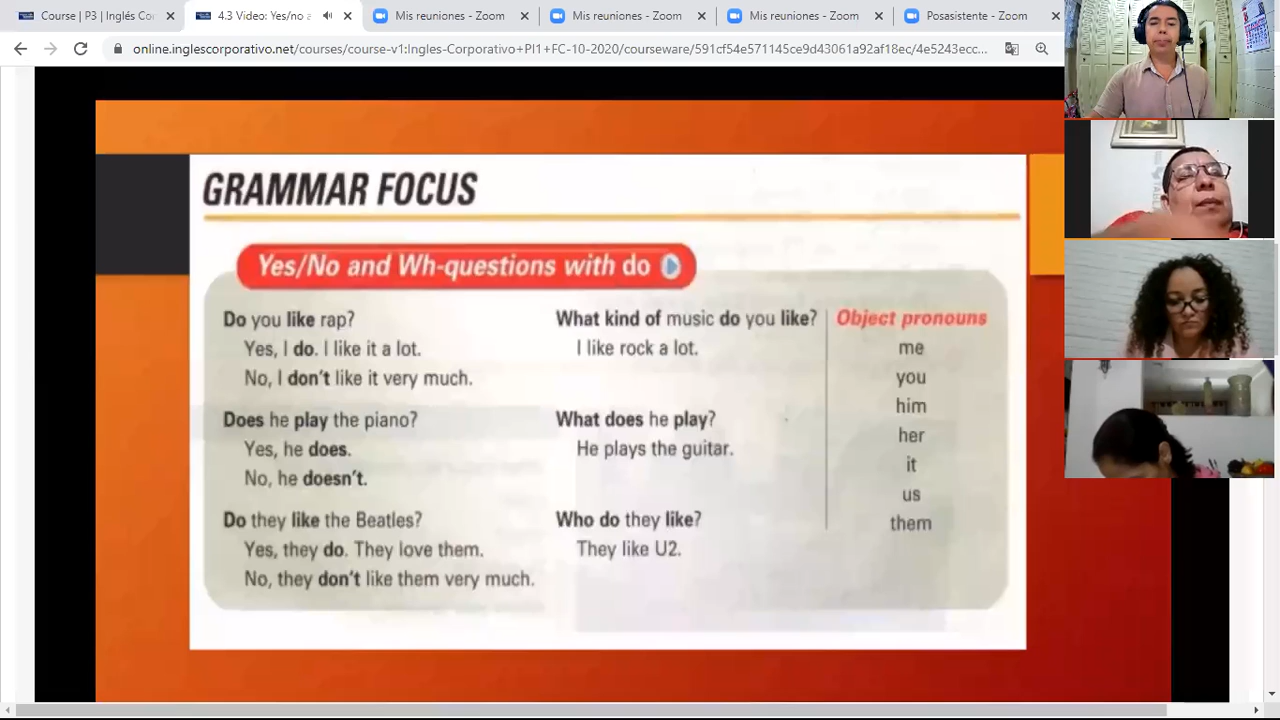 Course | P3 | Inglés Co
4.3 Video: Yes/no a
Mis reuniones - Zoom
Mis reuniones - Zoom
Mis reuniones - Zoom
Posasistente - Zoom
online.inglescorporativo.net/courses/course-v1:Ingles-Corporativo+PI1+FC-10-2020/courseware/591cf54e571145ce9d43061a92af18ec/4e5243ecc...
GRAMMAR FOCUS
Yes/No and Wh-questions with do
Do you like rap?
Yes, I do. I like it a lot.
No, I don't like it very much.
Does he play the piano?
Yes, he does.
No, he doesn't.
Do they like the Beatles?
Yes, they do. They love them.
No, they don't like them very much.
What kind of music do you like?
I like rock a lot.
What does he play?
He plays the guitar.
Who do they like?
They like U2.
Object pronouns
me
you
him
her
it
us
them